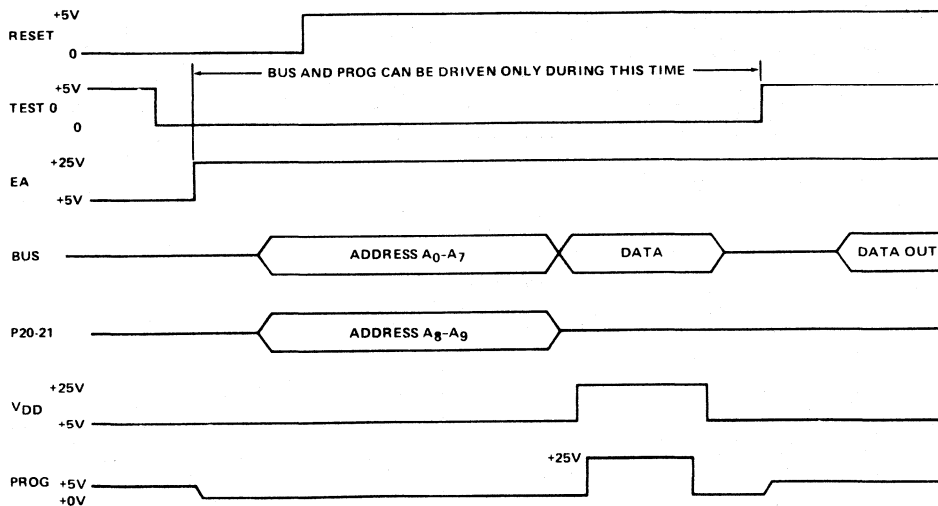 +5V
RESET
0
BUS AND PROG CAN BE DRIVEN ONLY DURING THIS TIME
+5V
TEST 0
0
+25V
EA
+5V
BUS
ADDRESS A0-A7
DATA
DATA OUT
P20-21
ADDRESS A8-A9
+25V
VDD
+5V
+25V
PROG
+5V
+0V